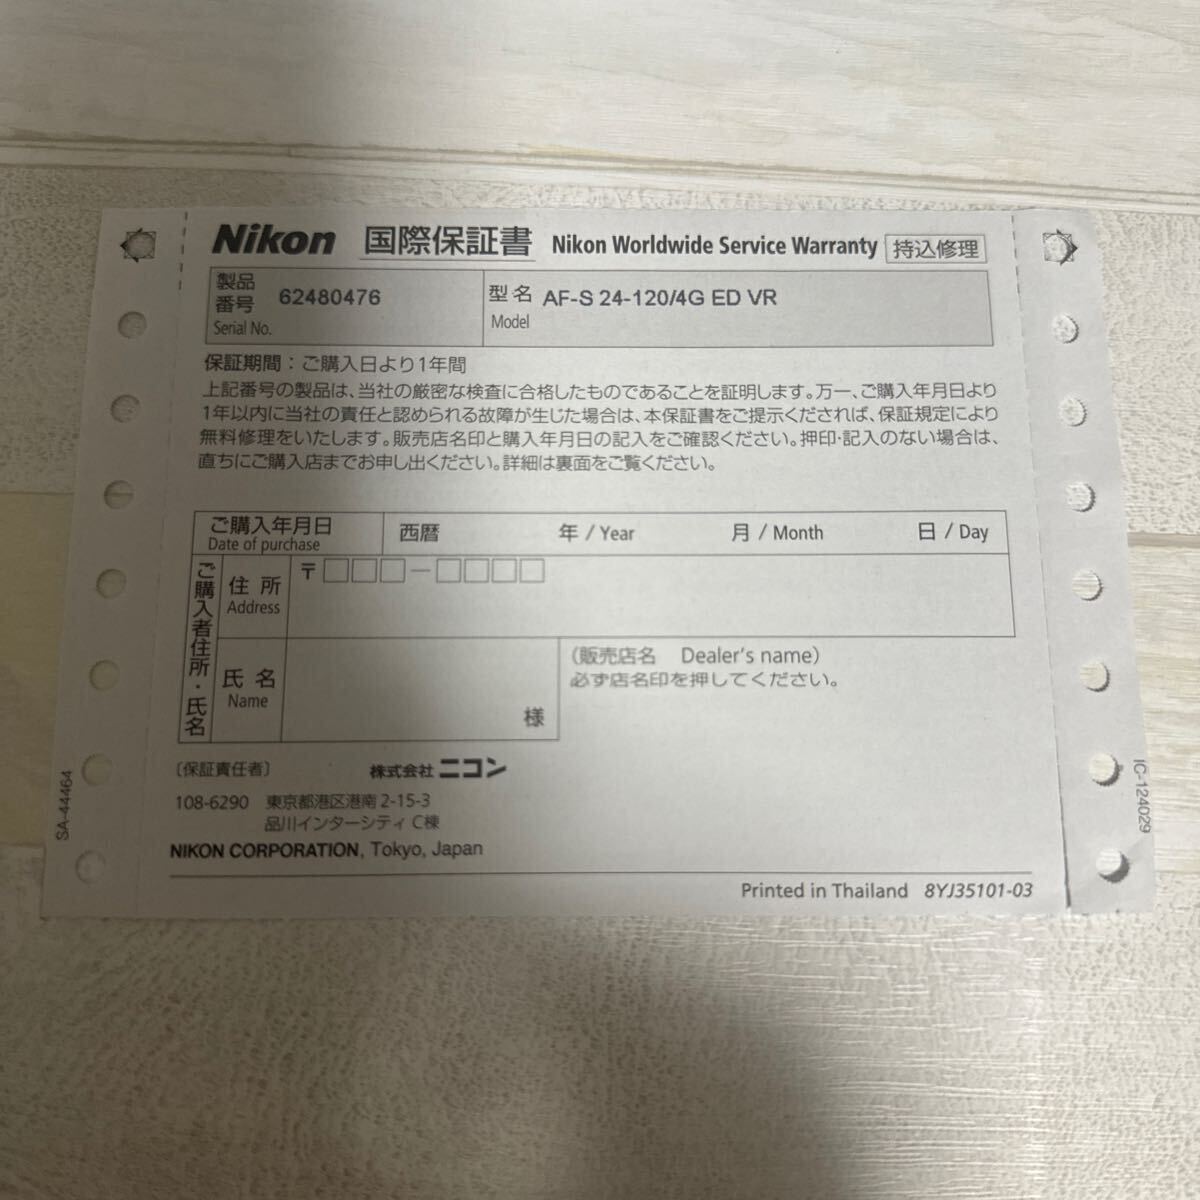 Nikon 国際保証書 Nikon Worldwide Service Warranty 持込修理
製品番号 Serial No. 62480476
型名 Model AF-S 24-120/4G ED VR
保証期間：ご購入日より1年間
上記番号の製品は、当社の厳密な検査に合格したものであることを証明します。万一、ご購入年月日より
1年以内に当社の責任と認められる故障が生じた場合は、本保証書をご提示くだされば、保証規定により
無料修理をいたします。販売店名印と購入年月日の記入をご確認ください。押印・記入のない場合は、
直ちにご購入店までお申し出ください。詳細は裏面をご覧ください。
ご購入年月日 Date of purchase 西暦 年 / Year 月 / Month 日 / Day
ご購入者住所・氏名
住所 Address 〒□□□－□□□□
氏名 Name 様
（販売店名 Dealer's name）
必ず店名印を押してください。
〔保証責任者〕 株式会社 ニコン
108-6290 東京都港区港南 2-15-3
品川インターシティ C棟
NIKON CORPORATION, Tokyo, Japan
Printed in Thailand 8YJ35101-03
SA-44464
IC-124029